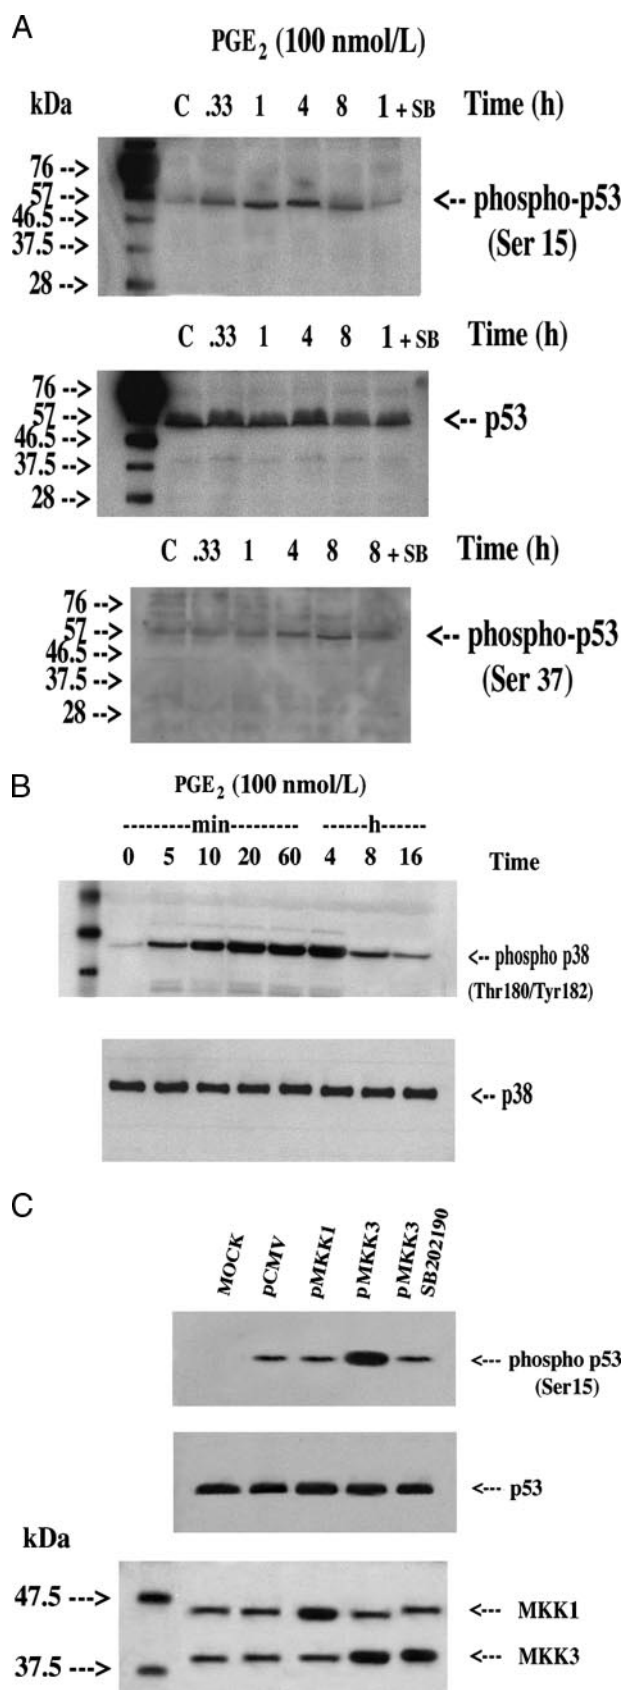 A
PGE2 (100 nmol/L)
kDa C .33 1 4 8 1 + SB Time (h)
76 -->
57 -->
46.5 -->
37.5 -->
28 -->
<-- phospho-p53
(Ser 15)
C .33 1 4 8 1 + SB Time (h)
76 -->
57 -->
46.5 -->
37.5 -->
28 -->
<-- p53
C .33 1 4 8 8 + SB Time (h)
76 -->
57 -->
46.5 -->
37.5 -->
28 -->
<-- phospho-p53
(Ser 37)
B
PGE2 (100 nmol/L)
---------min--------- ------h------
0 5 10 20 60 4 8 16 Time
<-- phospho p38
(Thr180/Tyr182)
<-- p38
C
MOCK
pCMV
pMKK1
pMKK3
pMKK3
SB202190
<--- phospho p53
(Ser15)
<--- p53
kDa
47.5 --->
37.5 --->
<--- MKK1
<--- MKK3